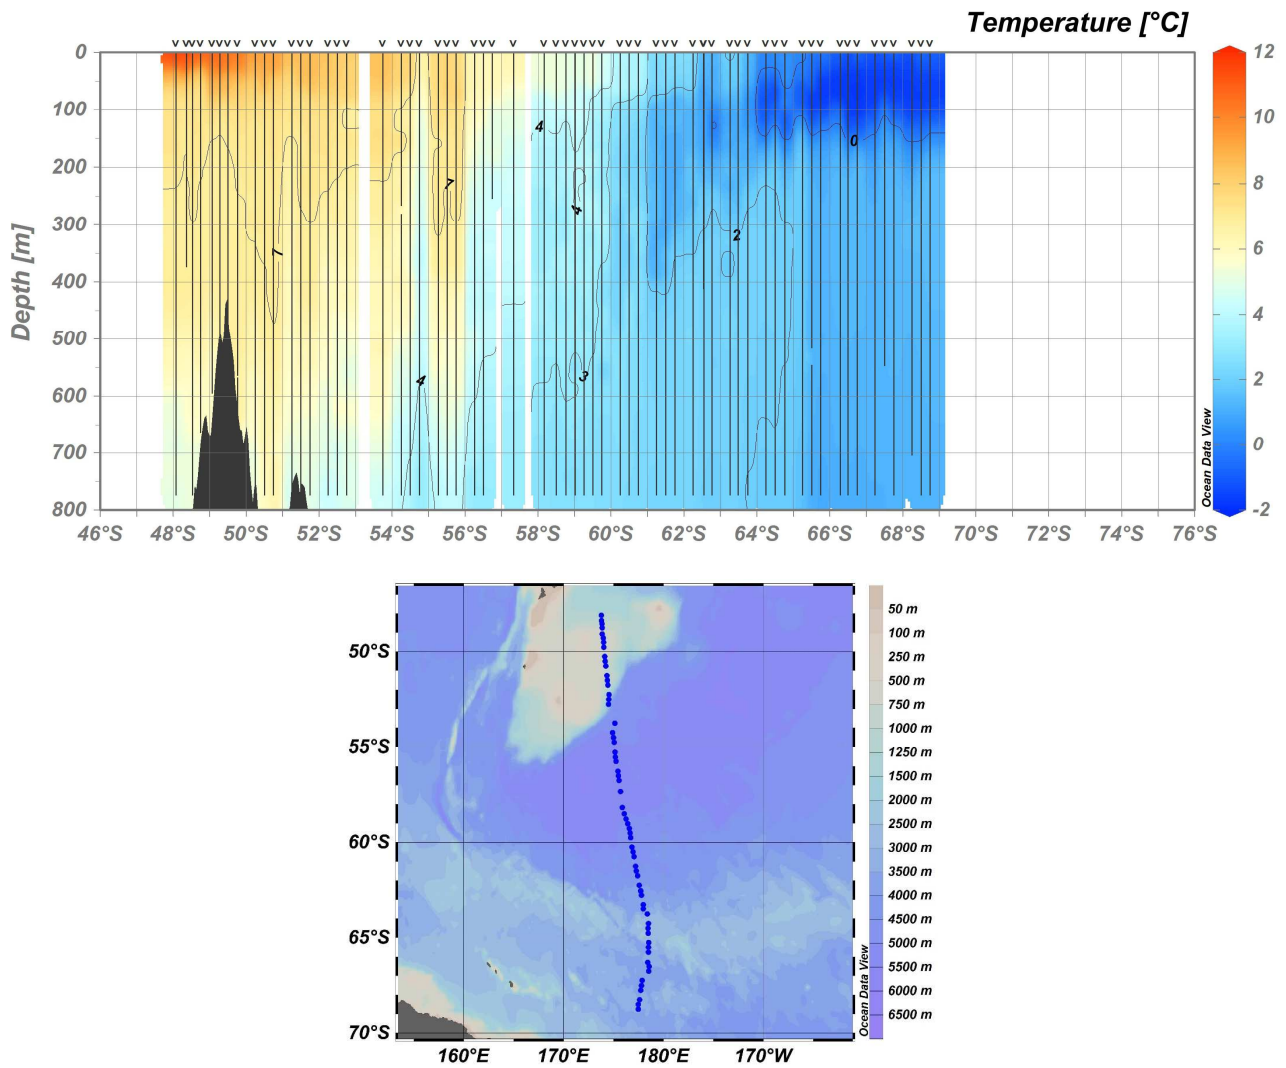 Temperature [°C]
0
100
200
300
400
500
600
700
800
Depth [m]
46°S 48°S 50°S 52°S 54°S 56°S 58°S 60°S 62°S 64°S 66°S 68°S 70°S 72°S 74°S 76°S
7
7
4
4
4
3
2
0
12
10
8
6
4
2
0
-2
Ocean Data View
50°S
55°S
60°S
65°S
70°S
160°E 170°E 180°E 170°W
50 m
100 m
250 m
500 m
750 m
1000 m
1250 m
1500 m
2000 m
2500 m
3000 m
3500 m
4000 m
4500 m
5000 m
5500 m
6000 m
6500 m
Ocean Data View